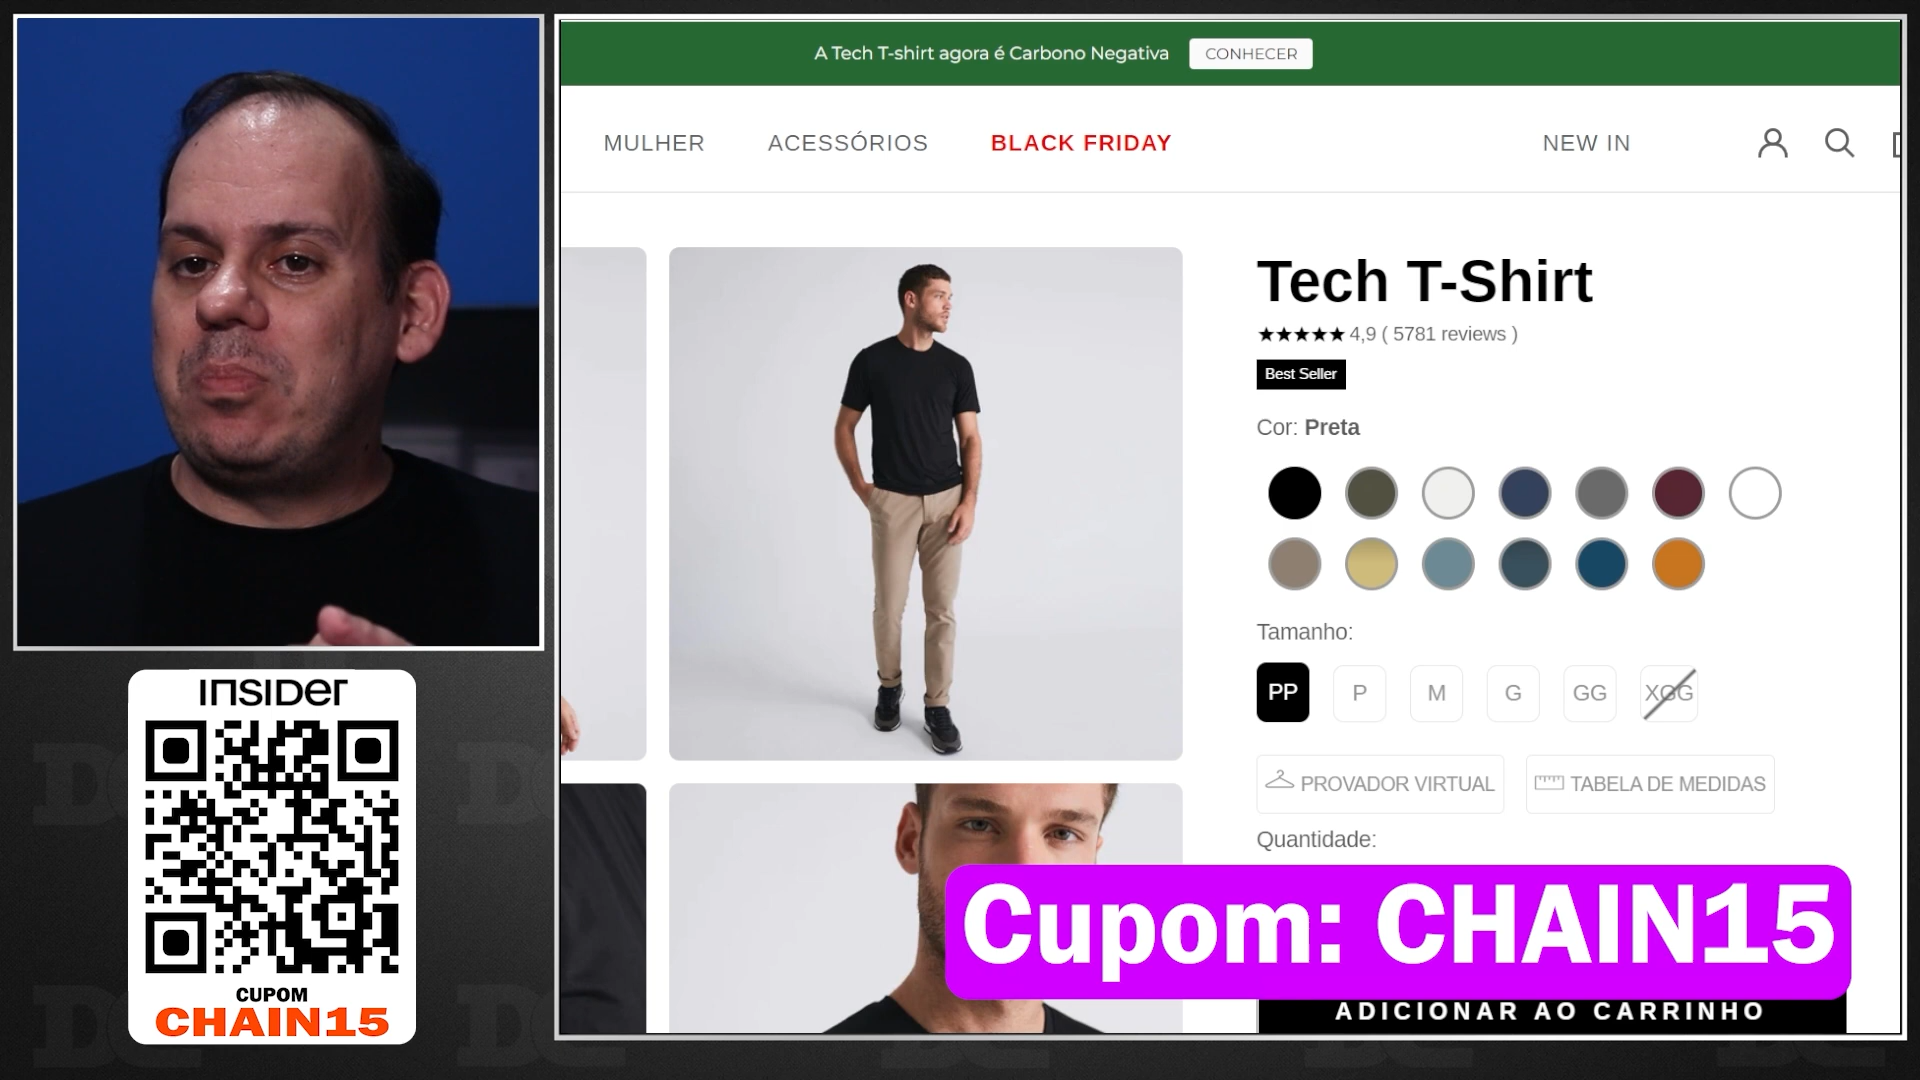 A Tech T-shirt agora é Carbono Negativa CONHECER
MULHER ACESSÓRIOS BLACK FRIDAY NEW IN
Tech T-Shirt
★★★★★ 4,9 ( 5781 reviews )
Best Seller
Cor: Preta
Tamanho:
PP P M G GG XGG
PROVADOR VIRTUAL TABELA DE MEDIDAS
Quantidade:
Cupom: CHAIN15
ADICIONAR AO CARRINHO
INSIDER
CUPOM
CHAIN15